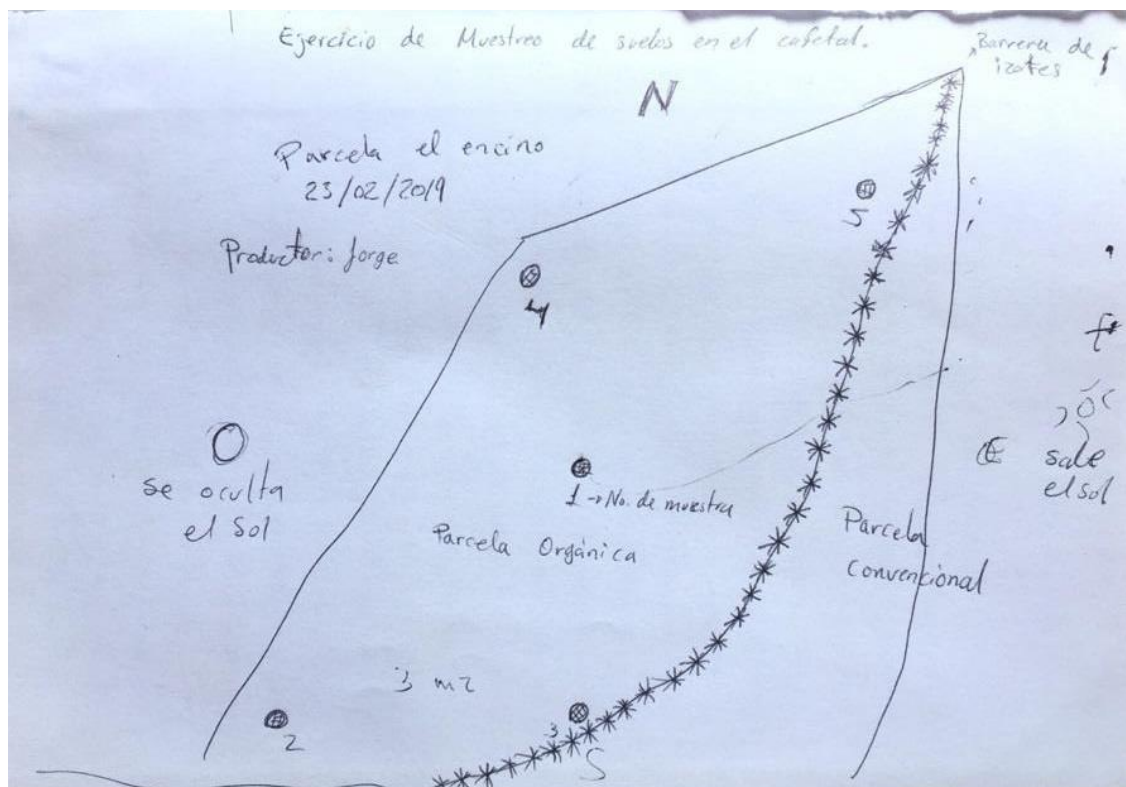 Ejercicio de Muestreo de suelos en el cafetal.
Barrera de
izotes
N
Parcela el encino
23/02/2019
Productor: Jorge
5
4
se oculta
el Sol
1 → No. de muestra
E sale
el sol
Parcela Orgánica
Parcela
convencional
2
3
S